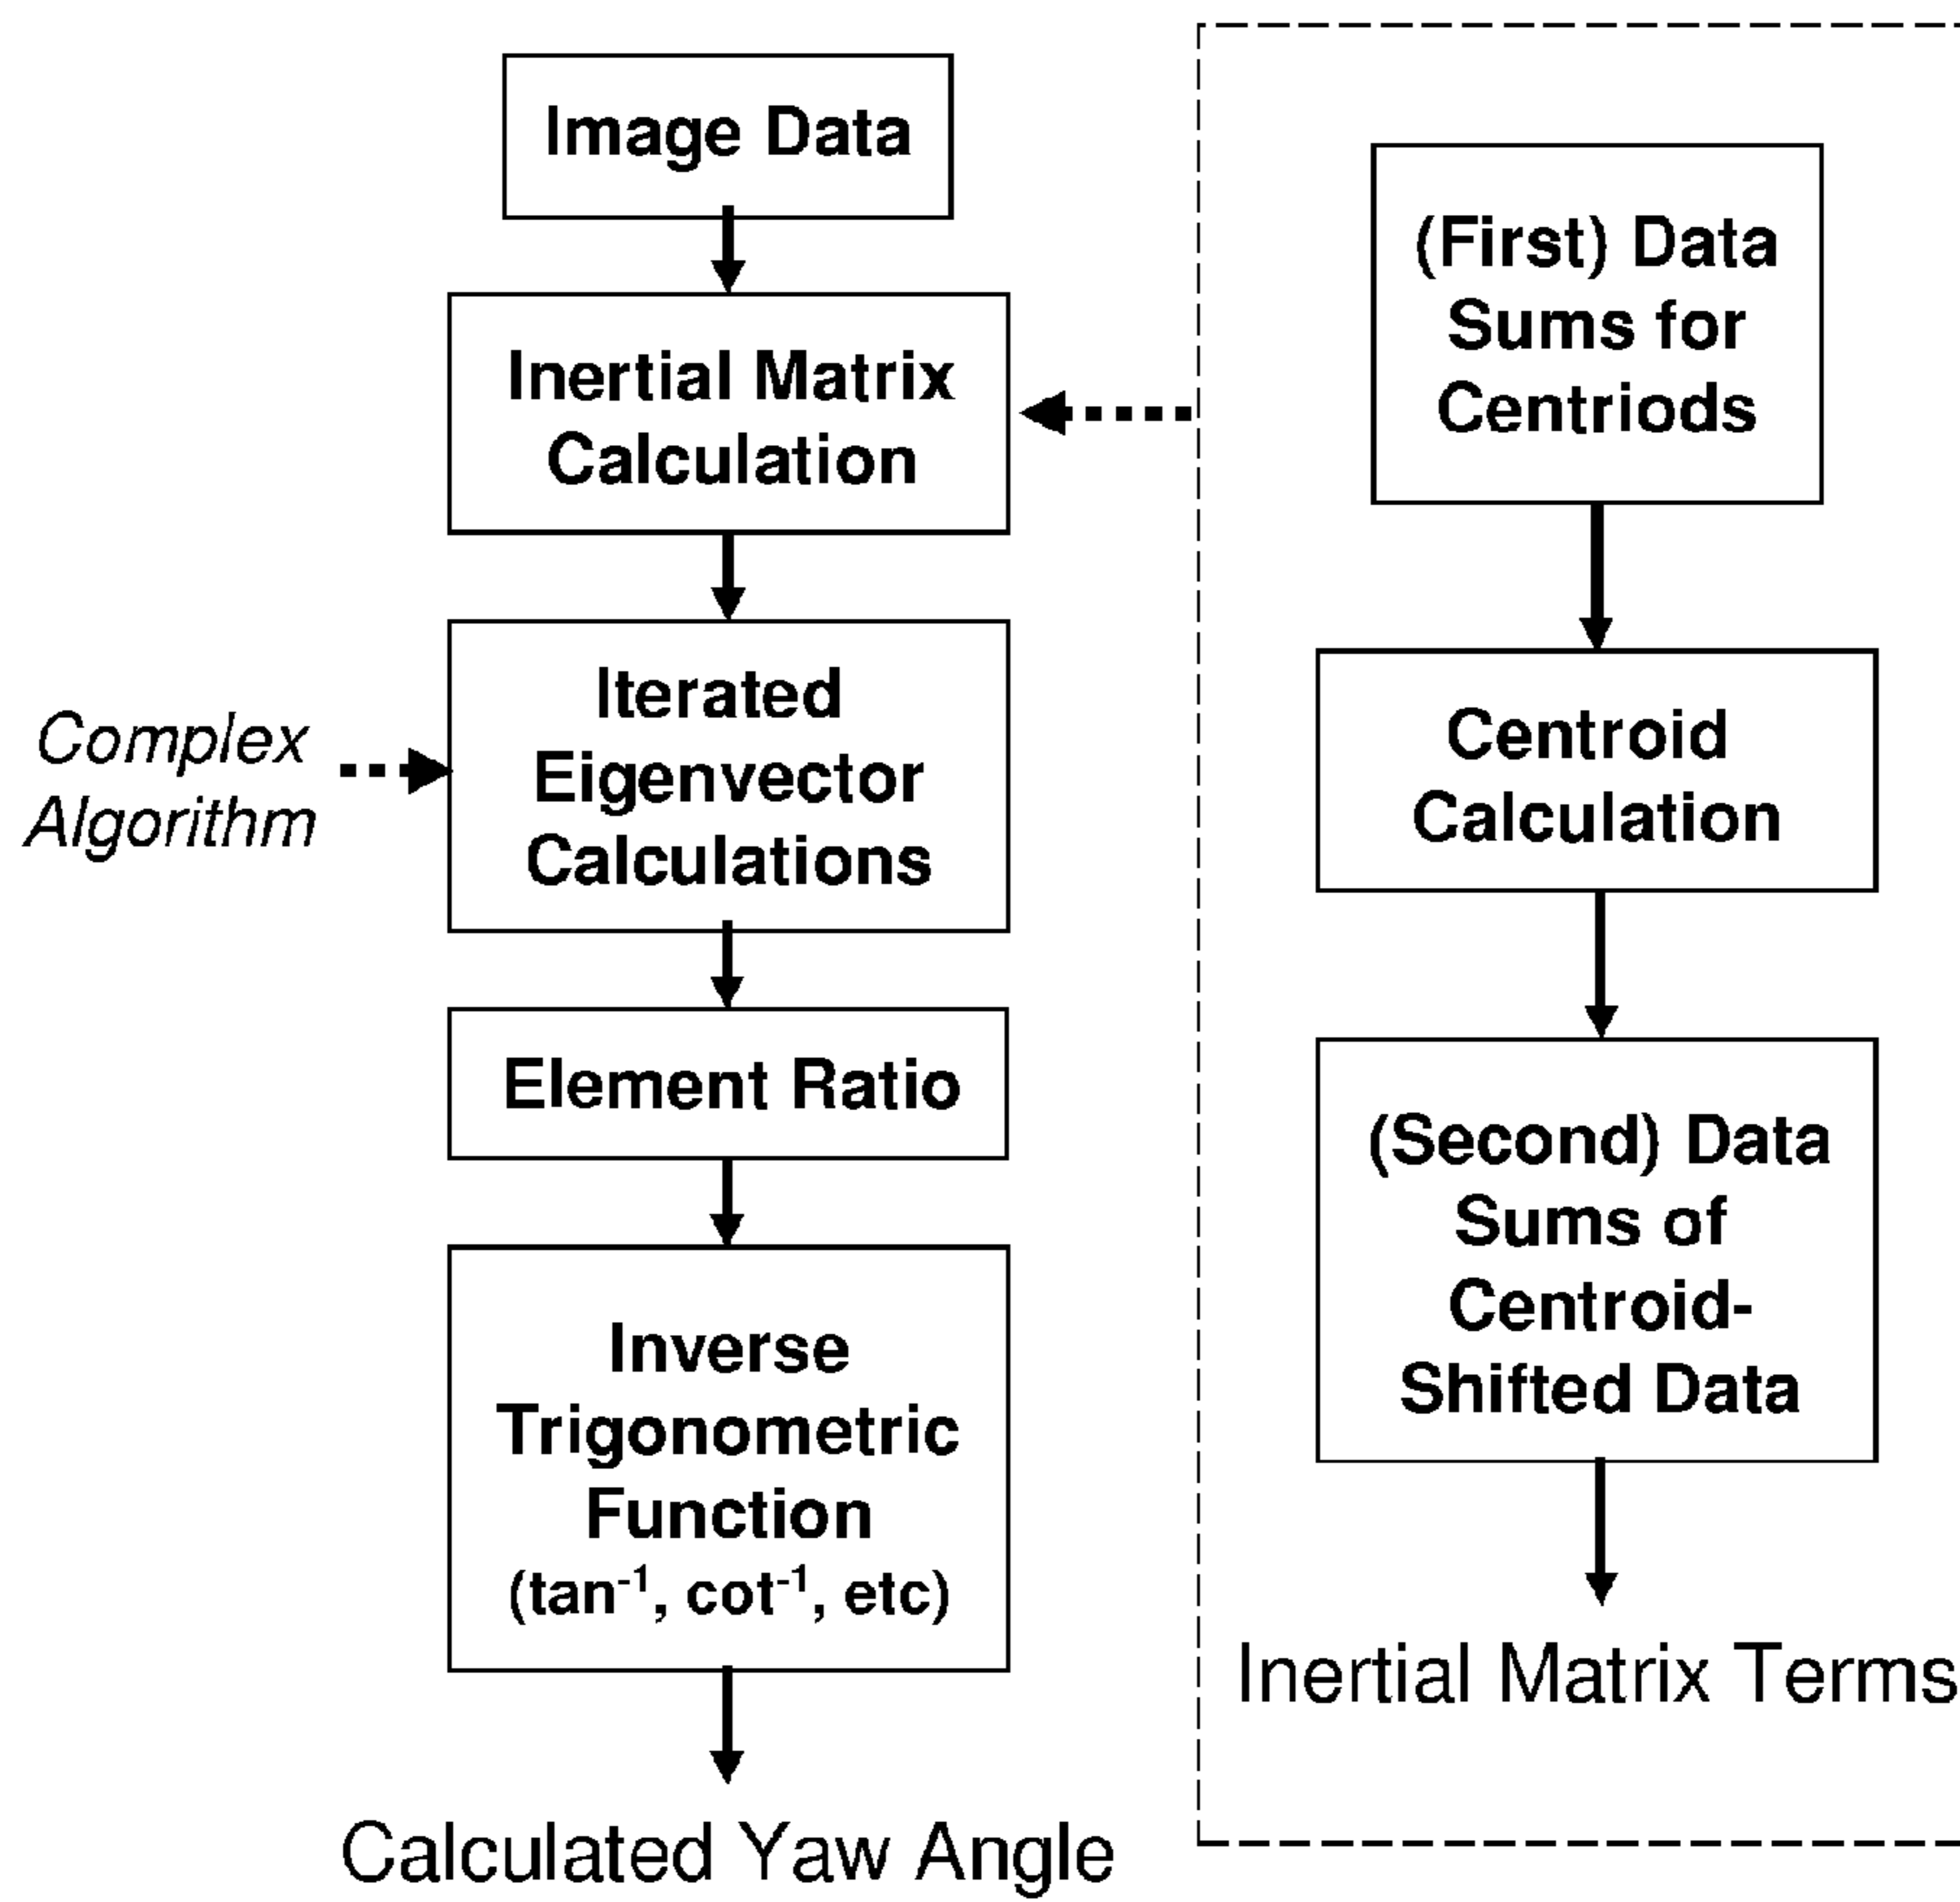 Image Data
Inertial Matrix
Calculation
Complex
Algorithm
Iterated
Eigenvector
Calculations
Element Ratio
Inverse
Trigonometric
Function
(tan⁻¹, cot⁻¹, etc)
Calculated Yaw Angle
(First) Data
Sums for
Centriods
Centroid
Calculation
(Second) Data
Sums of
Centroid-
Shifted Data
Inertial Matrix Terms